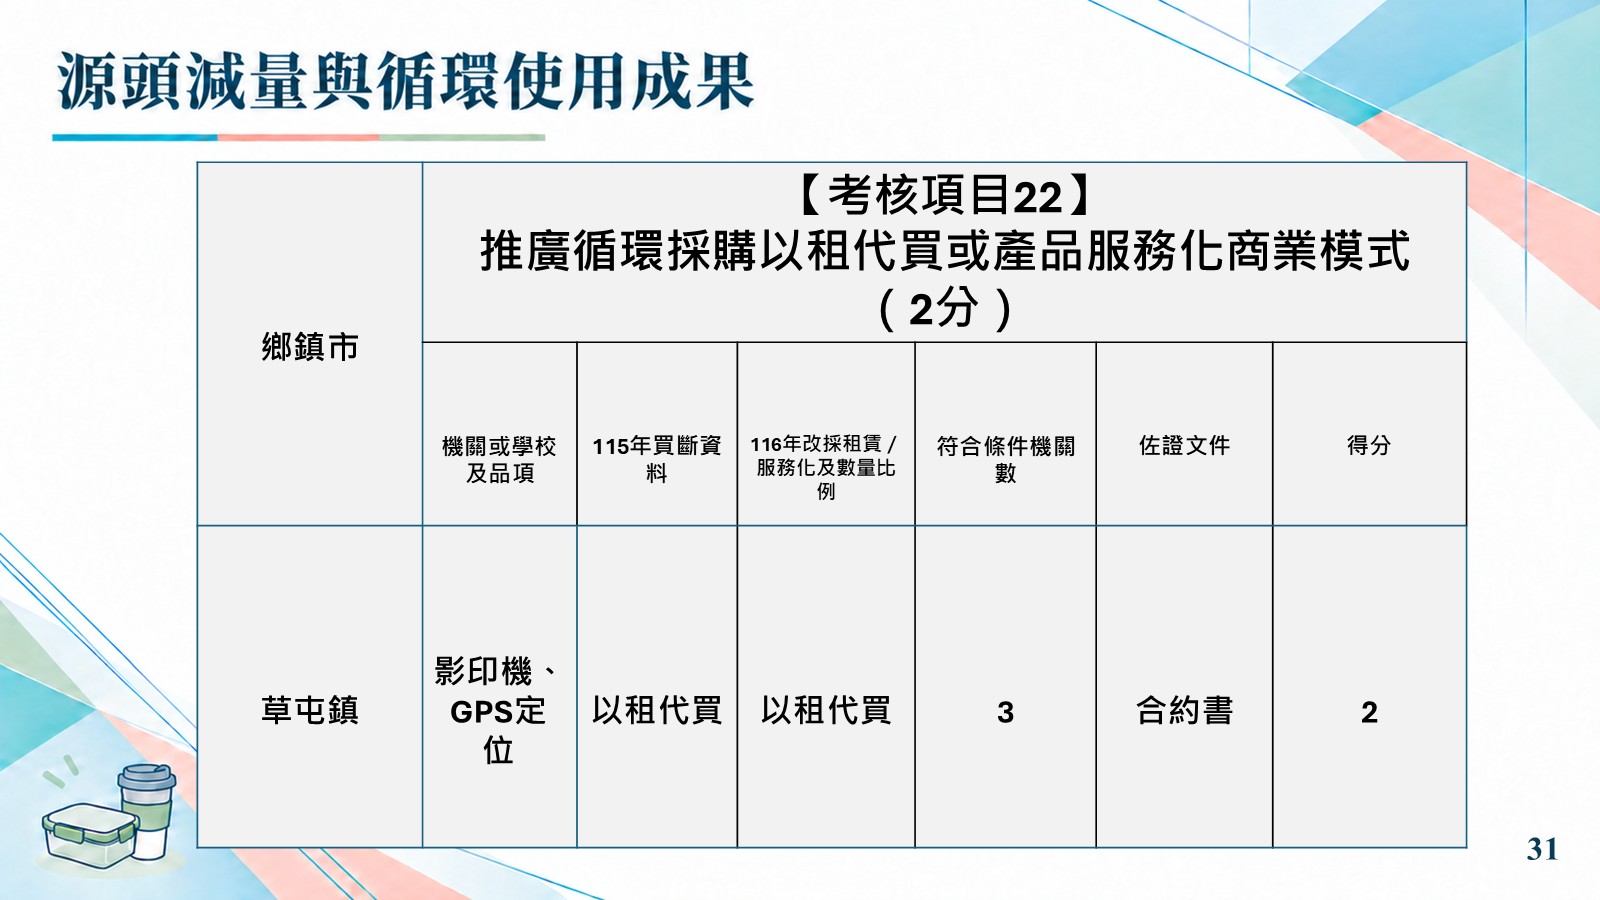 源頭減量與循環使用成果
【考核項目22】
推廣循環採購以租代買或產品服務化商業模式
（2分）
鄉鎮市
機關或學校
及品項
115年買斷資
料
116年改採租賃/
服務化及數量比
例
符合條件機關
數
佐證文件
得分
草屯鎮
影印機、
GPS定
位
以租代買
以租代買
3
合約書
2
31